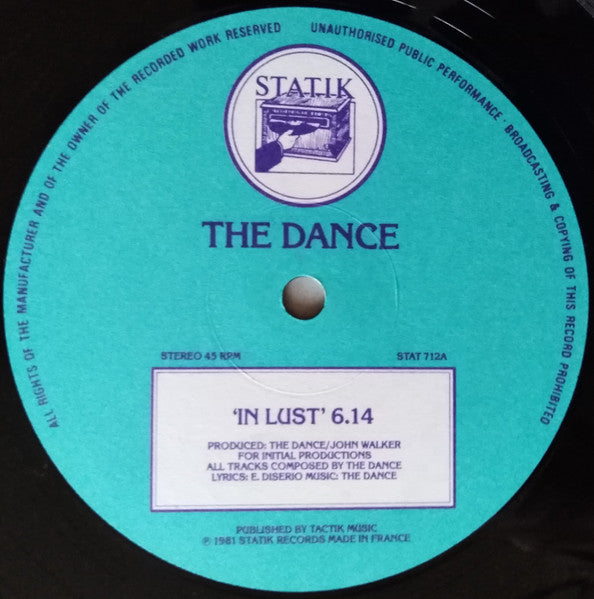 ALL RIGHTS OF THE MANUFACTURER AND OF THE OWNER OF THE RECORDED WORK RESERVED UNAUTHORISED PUBLIC PERFORMANCE · BROADCASTING & COPYING OF THIS RECORD PROHIBITED
STATIK
THE DANCE
STEREO 45 RPM STAT 712A
'IN LUST' 6.14
PRODUCED: THE DANCE/JOHN WALKER
FOR INITIAL PRODUCTIONS
ALL TRACKS COMPOSED BY THE DANCE
LYRICS: E. DISERIO MUSIC: THE DANCE
PUBLISHED BY TACTIK MUSIC
℗ 1981 STATIK RECORDS MADE IN FRANCE